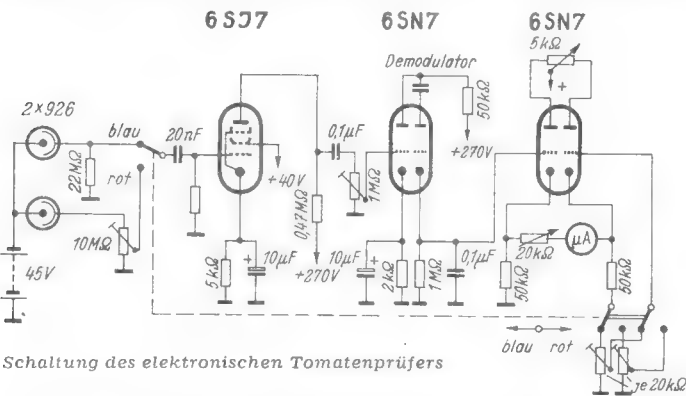 6SJ7
6SN7
6SN7
5kΩ
+
Demodulator
50kΩ
2×926
blau
20nF
0,1µF
+270V
22MΩ
rot
+40V
1MΩ
0,47MΩ
10MΩ
µA
20kΩ
45V
5kΩ
+
10µF
+270V
10µF
+
2kΩ
1MΩ
0,1µF
50kΩ
50kΩ
blau rot
je 20kΩ
Schaltung des elektronischen Tomatenprüfers